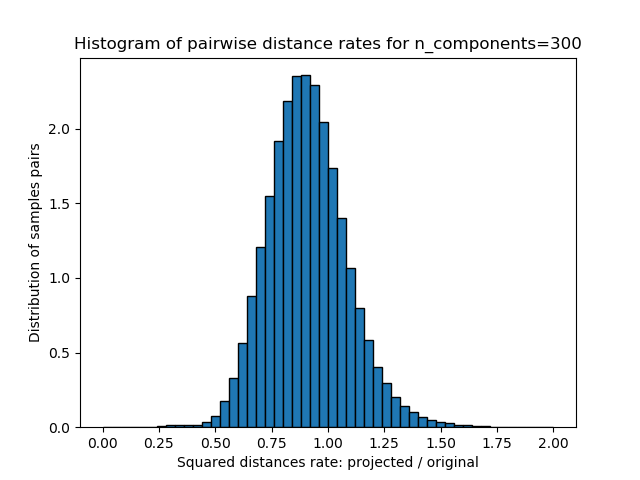 Histogram of pairwise distance rates for n_components=300
Distribution of samples pairs
2.0
1.5
1.0
0.5
0.0
0.00 0.25 0.50 0.75 1.00 1.25 1.50 1.75 2.00
Squared distances rate: projected / original